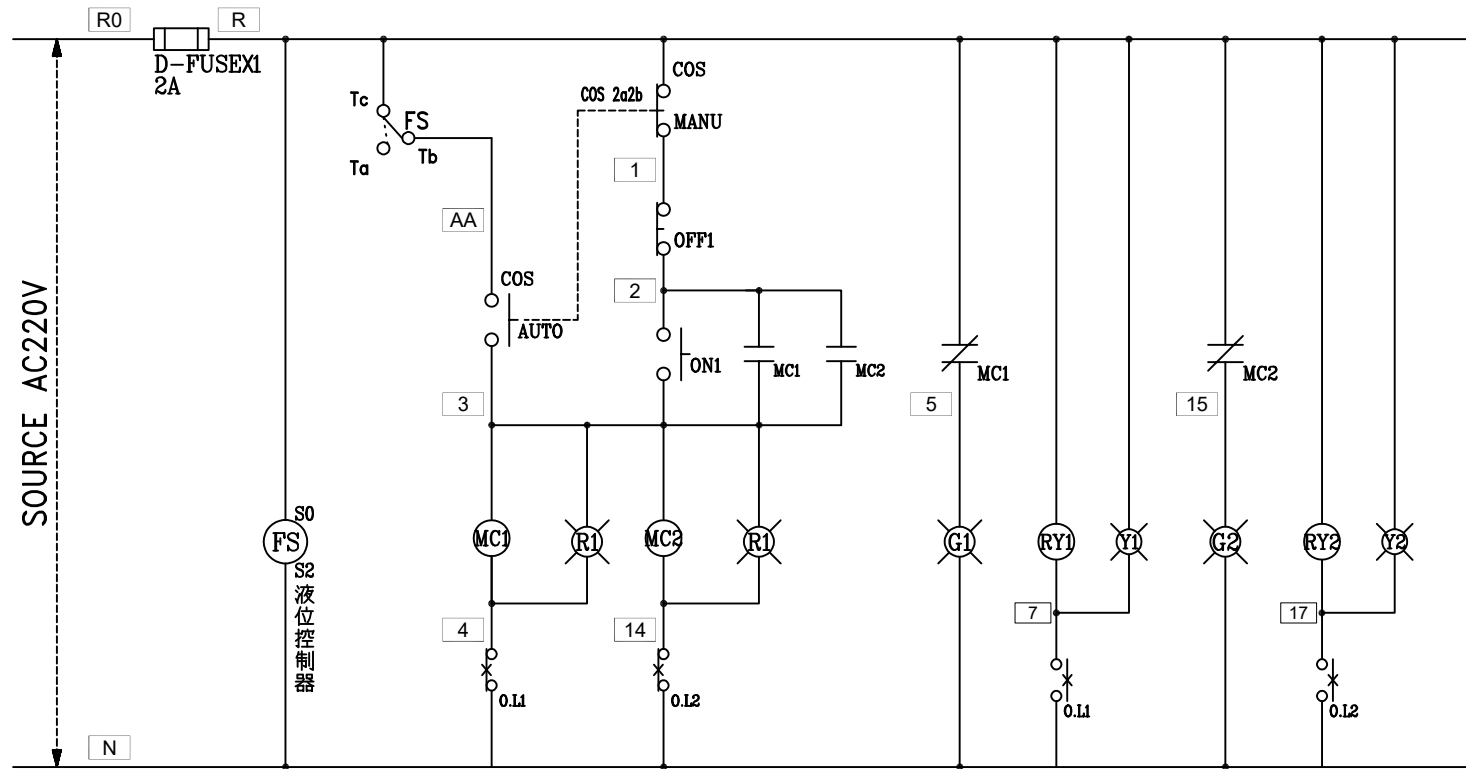 R0
R
D-FUSEX1
2A
COS
COS 2a2b
MANU
Tc
FS
Tb
Ta
1
AA
OFF1
COS
2
AUTO
ON1
MC1
MC2
MC1
MC2
3
5
15
SOURCE AC220V
S0
FS
S2
液位控制器
MC1
R1
MC2
R1
G1
RY1
Y1
G2
RY2
Y2
7
17
4
14
O.L1
O.L2
O.L1
O.L2
N